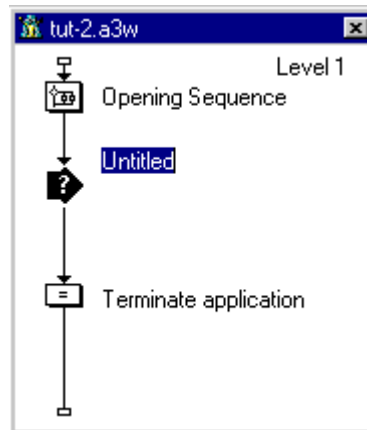 tut-2.a3w
Level 1
Opening Sequence
Untitled
?
=
Terminate application